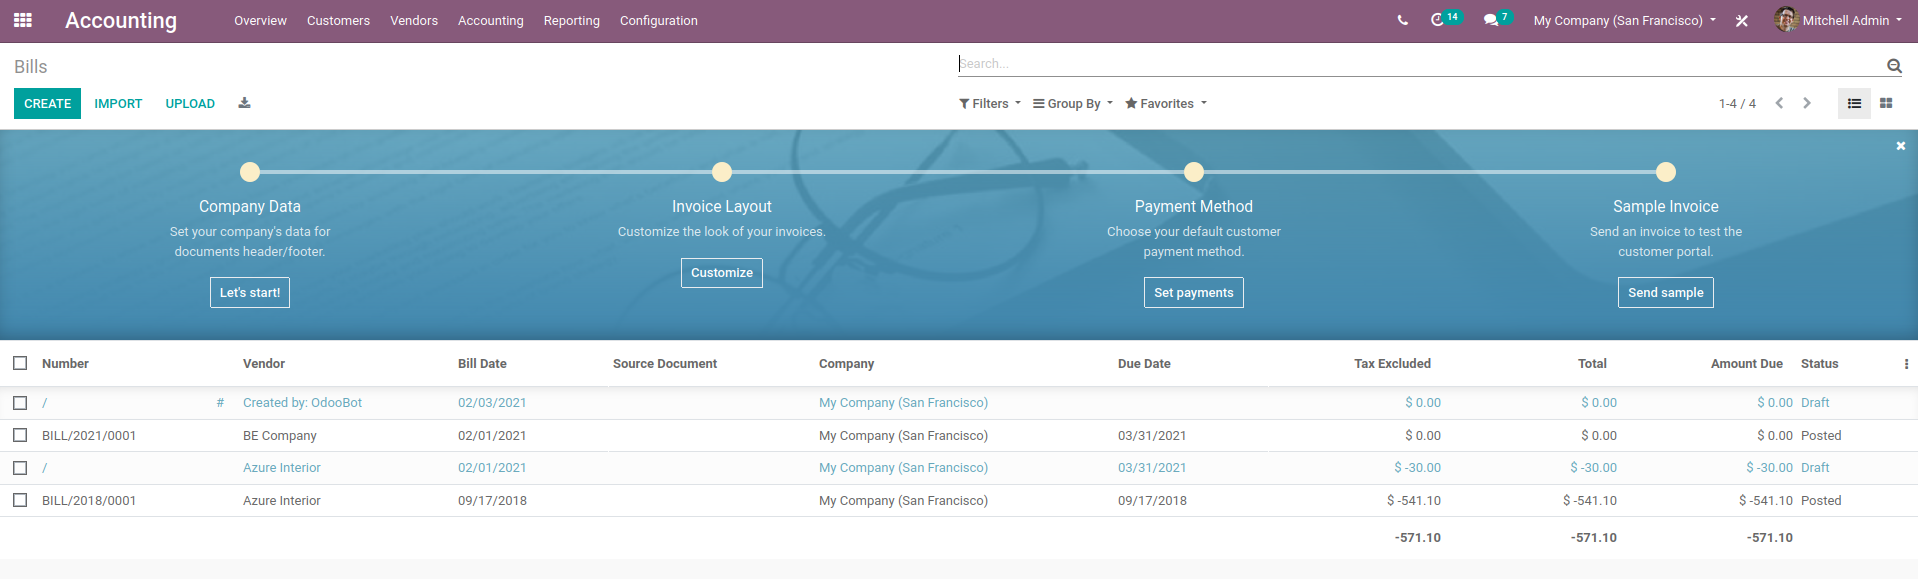 Accounting Overview Customers Vendors Accounting Reporting Configuration 14 7 My Company (San Francisco) Mitchell Admin
Bills Search...
CREATE IMPORT UPLOAD Filters Group By Favorites 1-4 / 4
Company Data Invoice Layout Payment Method Sample Invoice
Set your company's data for Customize the look of your invoices. Choose your default customer Send an invoice to test the
documents header/footer. payment method. customer portal.
Let's start! Customize Set payments Send sample
Number Vendor Bill Date Source Document Company Due Date Tax Excluded Total Amount Due Status
/ # Created by: OdooBot 02/03/2021 My Company (San Francisco) $ 0.00 $ 0.00 $ 0.00 Draft
BILL/2021/0001 BE Company 02/01/2021 My Company (San Francisco) 03/31/2021 $ 0.00 $ 0.00 $ 0.00 Posted
/ Azure Interior 02/01/2021 My Company (San Francisco) 03/31/2021 $ -30.00 $ -30.00 $ -30.00 Draft
BILL/2018/0001 Azure Interior 09/17/2018 My Company (San Francisco) 09/17/2018 $ -541.10 $ -541.10 $ -541.10 Posted
-571.10 -571.10 -571.10